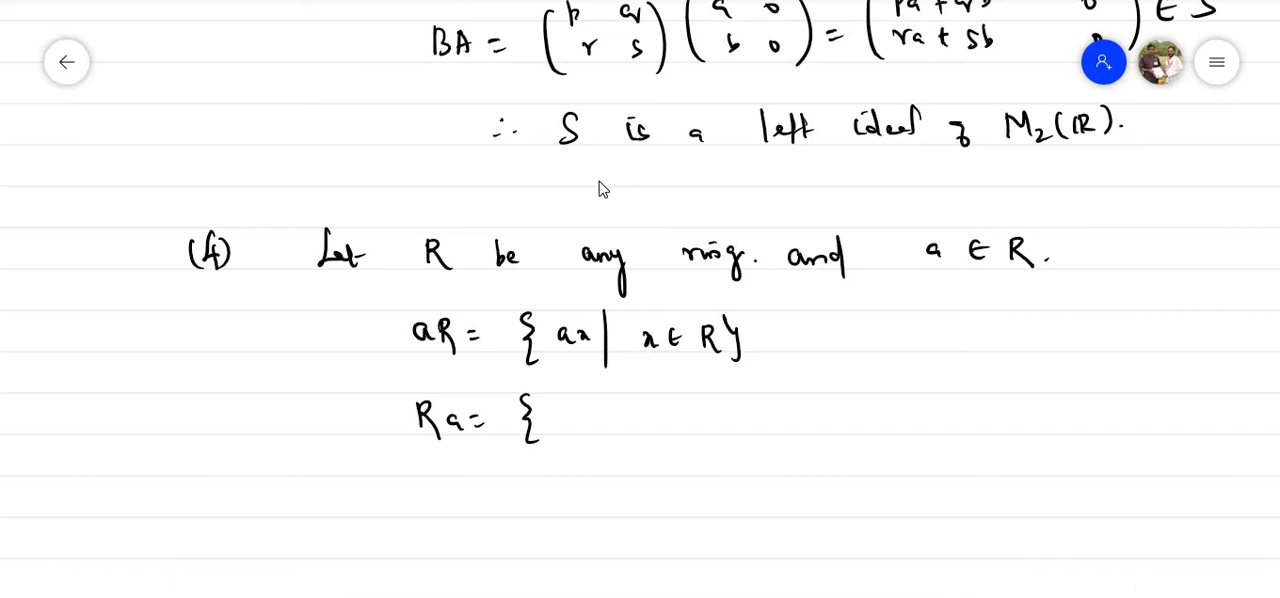 BA = (p q r s) (a 0 b 0) = (pa + qb 0 ra + sb 0) ∈ S
∴ S is a left ideal of M₂(R).
(4) Let R be any ring. and a ∈ R.
aR = { ax | x ∈ R }
Ra = {